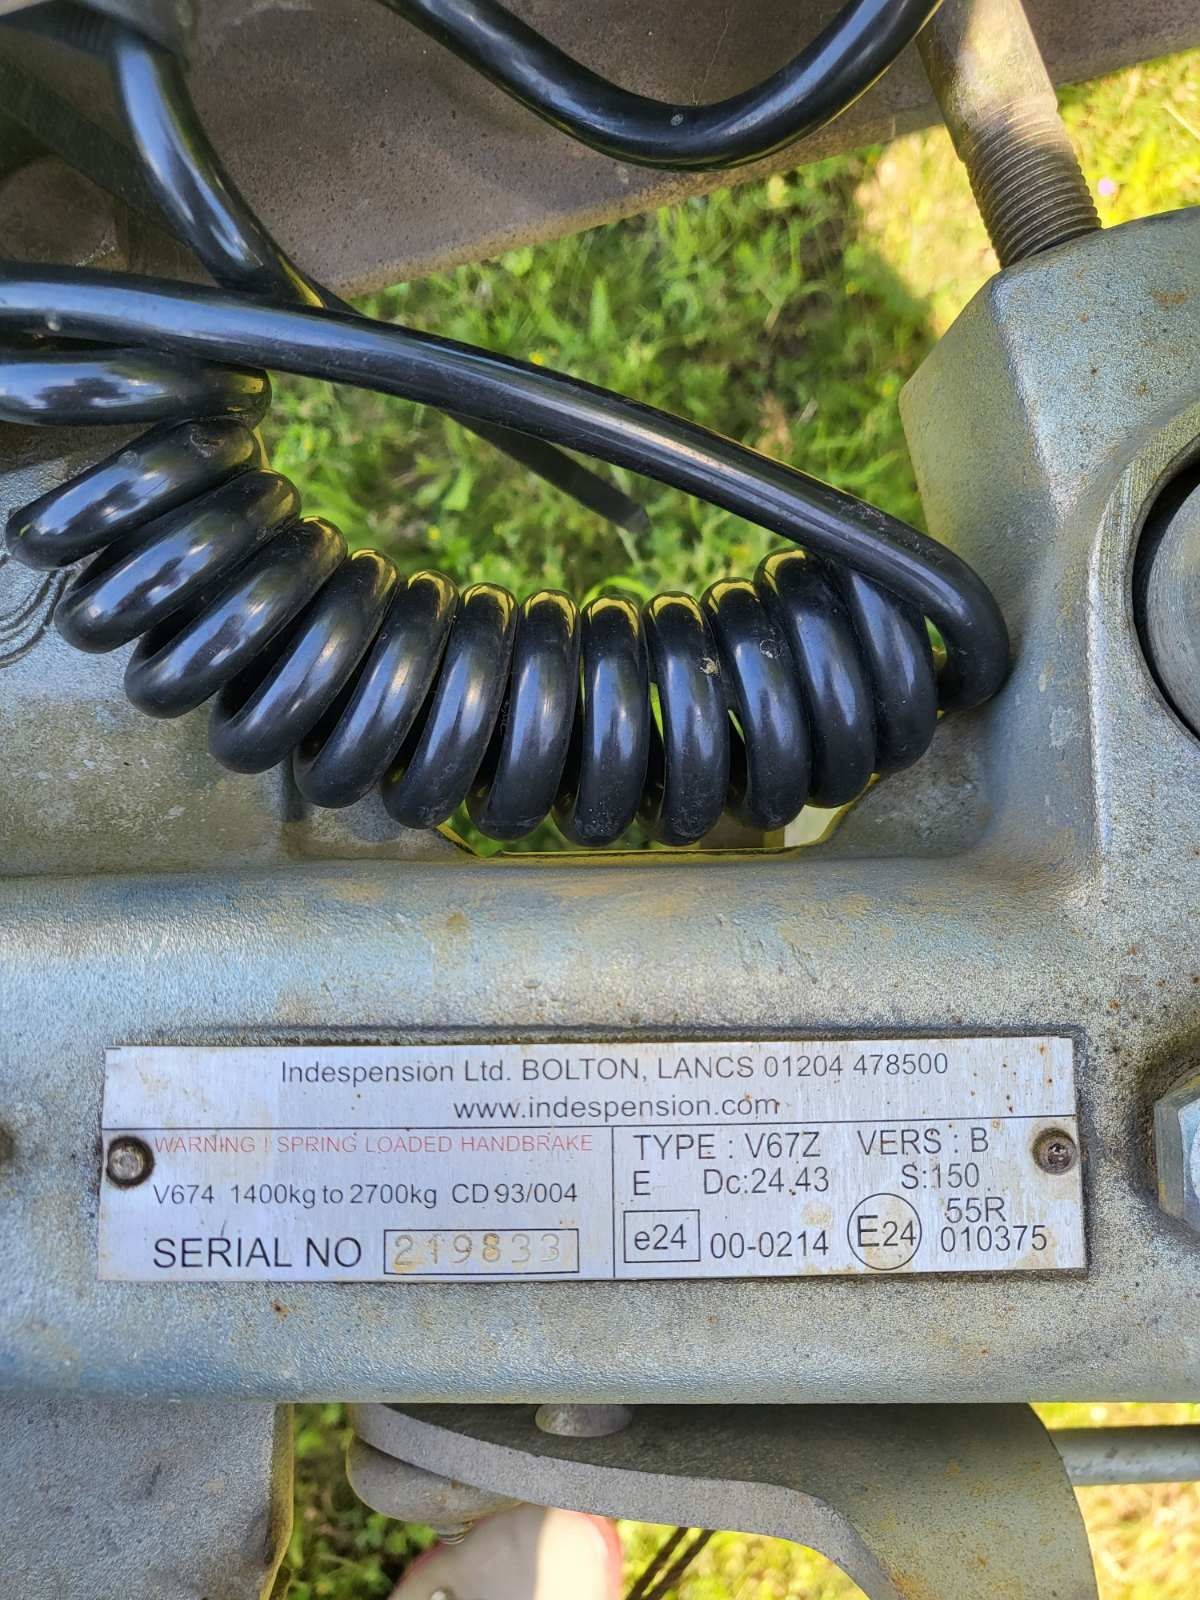 Indespension Ltd. BOLTON, LANCS 01204 478500
www.indespension.com
WARNING ! SPRING LOADED HANDBRAKE
V674 1400kg to 2700kg CD 93/004
SERIAL NO 219833
TYPE : V67Z VERS : B
E Dc:24.43 S:150
e24 00-0214 E24 55R 010375